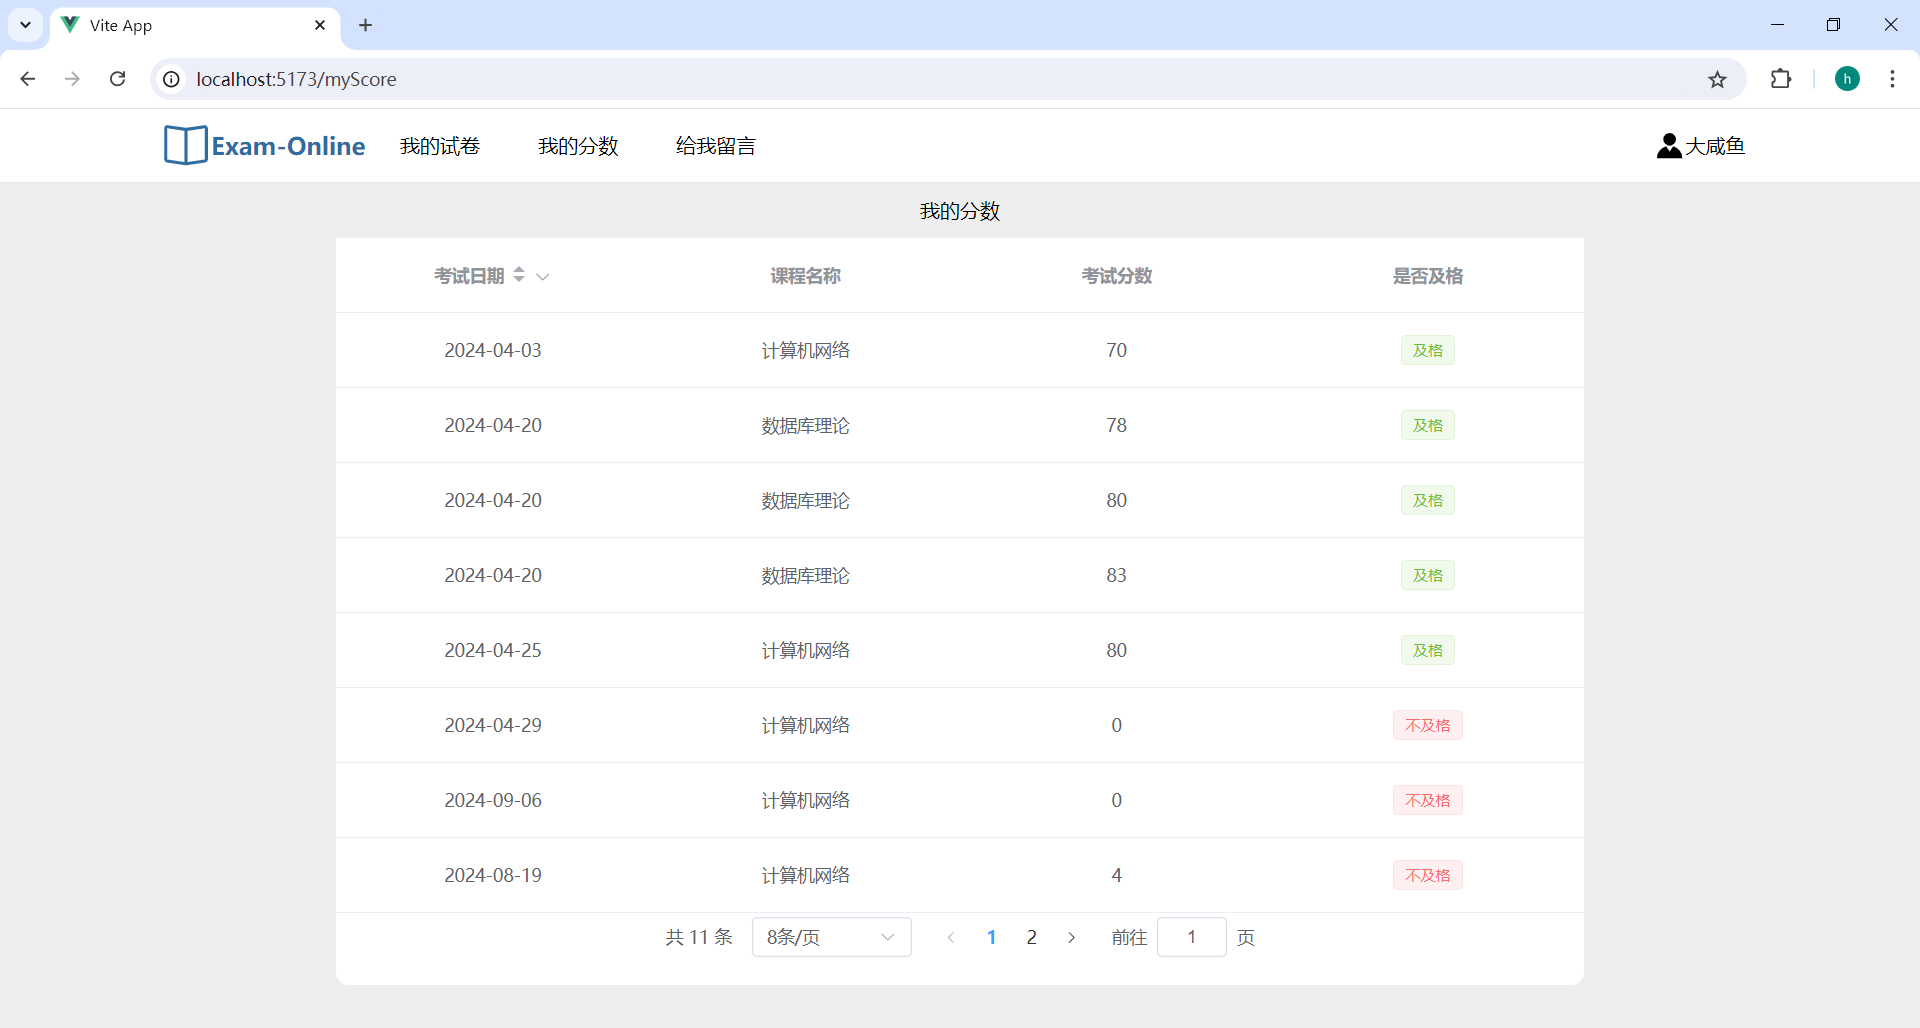 Vite App
localhost:5173/myScore
h
Exam-Online 我的试卷 我的分数 给我留言 大咸鱼
我的分数
考试日期 课程名称 考试分数 是否及格
2024-04-03 计算机网络 70 及格
2024-04-20 数据库理论 78 及格
2024-04-20 数据库理论 80 及格
2024-04-20 数据库理论 83 及格
2024-04-25 计算机网络 80 及格
2024-04-29 计算机网络 0 不及格
2024-09-06 计算机网络 0 不及格
2024-08-19 计算机网络 4 不及格
共 11 条 8条/页 1 2 前往 1 页